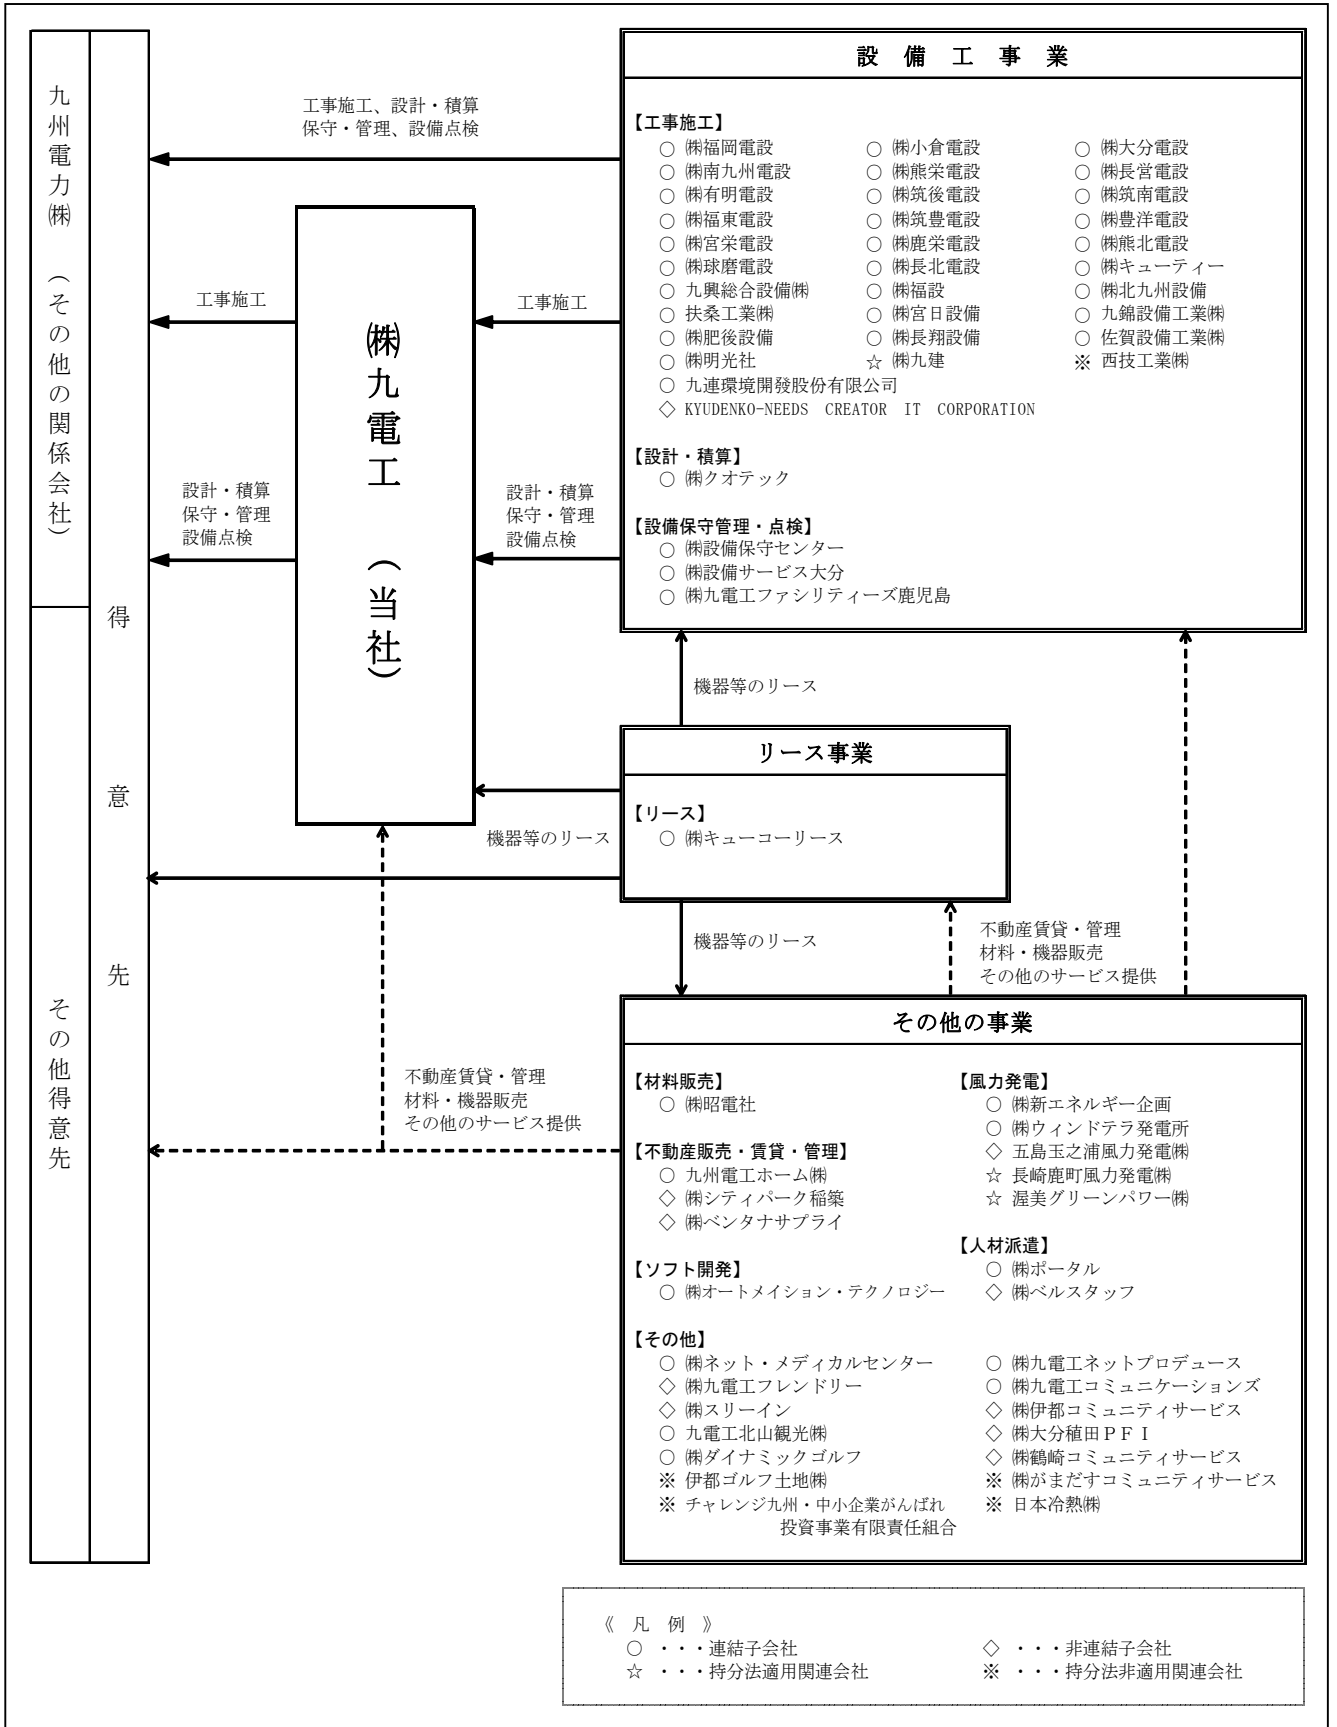 九州電力㈱ (その他の関係会社)
その他得意先
得意先
工事施工、設計・積算
保守・管理、設備点検
工事施工
設計・積算
保守・管理
設備点検
㈱九電工 (当社)
工事施工
設計・積算
保守・管理
設備点検
設備工事業
【工事施工】
○ ㈱福岡電設 ○ ㈱小倉電設 ○ ㈱大分電設
○ ㈱南九州電設 ○ ㈱熊栄電設 ○ ㈱長営電設
○ ㈱有明電設 ○ ㈱筑後電設 ○ ㈱筑南電設
○ ㈱福東電設 ○ ㈱筑豊電設 ○ ㈱豊洋電設
○ ㈱宮栄電設 ○ ㈱鹿栄電設 ○ ㈱熊北電設
○ ㈱球磨電設 ○ ㈱長北電設 ○ ㈱キューティー
○ 九興総合設備㈱ ○ ㈱福設 ○ ㈱北九州設備
○ 扶桑工業㈱ ○ ㈱宮日設備 ○ 九錦設備工業㈱
○ ㈱肥後設備 ○ ㈱長翔設備 ○ 佐賀設備工業㈱
○ ㈱明光社 ☆ ㈱九建 ※ 西技工業㈱
○ 九連環境開發股份有限公司
◇ KYUDENKO-NEEDS CREATOR IT CORPORATION
【設計・積算】
○ ㈱クオテック
【設備保守管理・点検】
○ ㈱設備保守センター
○ ㈱設備サービス大分
○ ㈱九電工ファシリティーズ鹿児島
機器等のリース
リース事業
【リース】
○ ㈱キューコーリース
機器等のリース
機器等のリース
不動産賃貸・管理
材料・機器販売
その他のサービス提供
不動産賃貸・管理
材料・機器販売
その他のサービス提供
その他の事業
【材料販売】
○ ㈱昭電社
【不動産販売・賃貸・管理】
○ 九州電工ホーム㈱
◇ ㈱シティパーク稲築
◇ ㈱ベンタナサプライ
【ソフト開発】
○ ㈱オートメイション・テクノロジー
【風力発電】
○ ㈱新エネルギー企画
○ ㈱ウィンドテラ発電所
◇ 五島玉之浦風力発電㈱
☆ 長崎鹿町風力発電㈱
☆ 渥美グリーンパワー㈱
【人材派遣】
○ ㈱ポータル
◇ ㈱ベルスタッフ
【その他】
○ ㈱ネット・メディカルセンター ○ ㈱九電工ネットプロデュース
◇ ㈱九電工フレンドリー ○ ㈱九電工コミュニケーションズ
◇ ㈱スリーイン ◇ ㈱伊都コミュニティサービス
○ 九電工北山観光㈱ ◇ ㈱大分稙田ＰＦＩ
○ ㈱ダイナミックゴルフ ◇ ㈱鶴崎コミュニティサービス
※ 伊都ゴルフ土地㈱ ※ ㈱がまだすコミュニティサービス
※ チャレンジ九州・中小企業がんばれ ※ 日本冷熱㈱
投資事業有限責任組合
《 凡 例 》
○ ・・・連結子会社 ◇ ・・・非連結子会社
☆ ・・・持分法適用関連会社 ※ ・・・持分法非適用関連会社